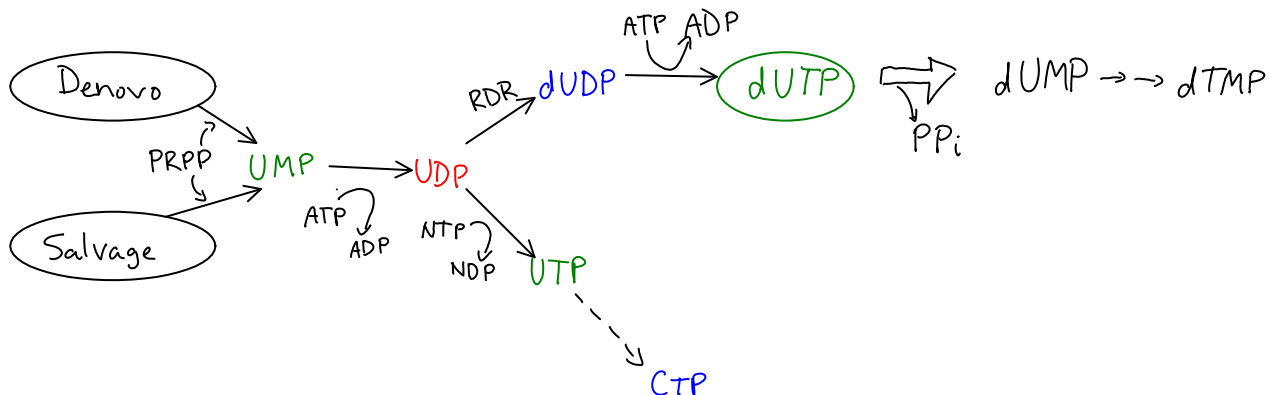 Denovo
PRPP
Salvage
UMP
ATP
ADP
UDP
RDR
dUDP
ATP ADP
dUTP
PPi
dUMP → → dTMP
NTP
NDP
UTP
CTP